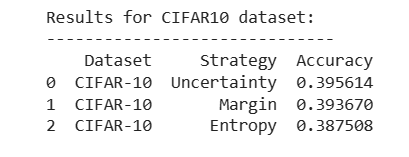 Results for CIFAR10 dataset:
------------------------------
Dataset Strategy Accuracy
0 CIFAR-10 Uncertainty 0.395614
1 CIFAR-10 Margin 0.393670
2 CIFAR-10 Entropy 0.387508